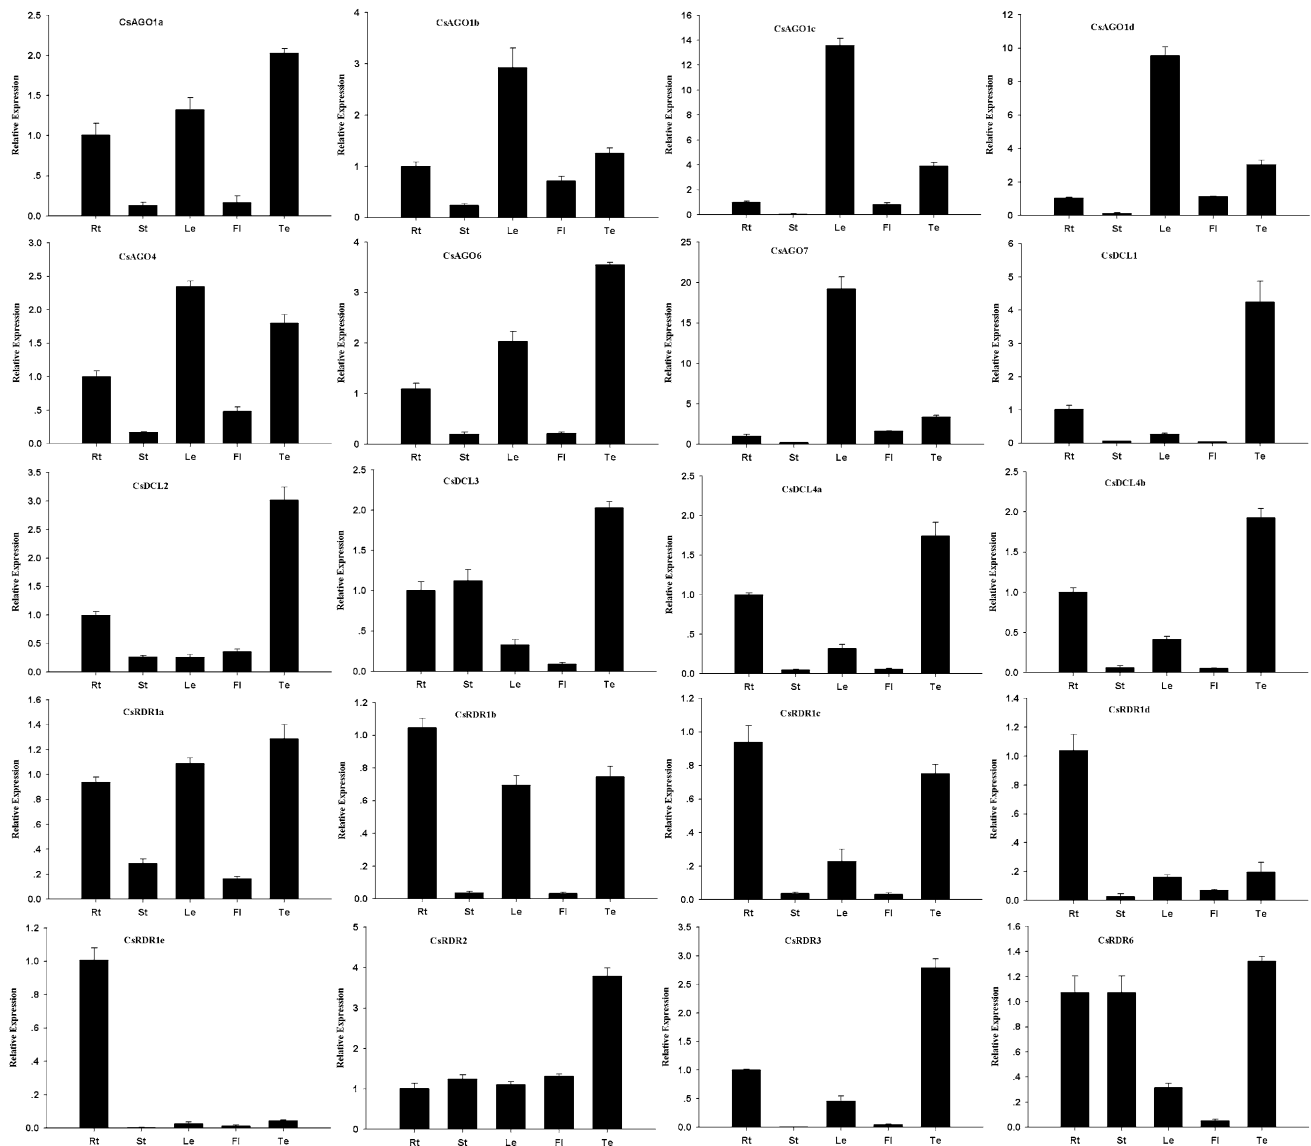 CsAGO1a
Relative Expression
2.5
2.0
1.5
1.0
.5
0.0
Rt St Le Fl Te
CsAGO1b
Relative Expression
4
3
2
1
0
Rt St Le Fl Te
CsAGO1c
Relative Expression
16
14
12
10
8
6
4
2
0
Rt St Le Fl Te
CsAGO1d
Relative Expression
12
10
8
6
4
2
0
Rt St Le Fl Te
CsAGO4
Relative Expression
3.0
2.5
2.0
1.5
1.0
.5
0.0
Rt St Le Fl Te
CsAGO6
Relative Expression
4
3
2
1
0
Rt St Le Fl Te
CsAGO7
Relative Expression
25
20
15
10
5
0
Rt St Le Fl Te
CsDCL1
Relative Expression
6
5
4
3
2
1
0
Rt St Le Fl Te
CsDCL2
Relative Expression
3.5
3.0
2.5
2.0
1.5
1.0
0.5
0.0
Rt St Le Fl Te
CsDCL3
Relative Expression
2.5
2.0
1.5
1.0
.5
0.0
Rt St Le Fl Te
CsDCL4a
Relative Expression
2.5
2.0
1.5
1.0
.5
0.0
Rt St Le Fl Te
CsDCL4b
Relative Expression
2.5
2.0
1.5
1.0
0.5
0.0
Rt St Le Fl Te
CsRDR1a
Relative Expression
1.6
1.4
1.2
1.0
.8
.6
.4
.2
0.0
Rt St Le Fl Te
CsRDR1b
Relative Expression
1.2
1.0
.8
.6
.4
.2
0.0
Rt St Le Fl Te
CsRDR1c
Relative Expression
1.2
1.0
.8
.6
.4
.2
0.0
Rt St Le Fl Te
CsRDR1d
Relative Expression
1.4
1.2
1.0
.8
.6
.4
.2
0.0
Rt St Le Fl Te
CsRDR1e
Relative Expression
1.2
1.0
.8
.6
.4
.2
0.0
Rt St Le Fl Te
CsRDR2
Relative Expression
5
4
3
2
1
0
Rt St Le Fl Te
CsRDR3
Relative Expression
3.5
3.0
2.5
2.0
1.5
1.0
.5
0.0
Rt St Le Fl Te
CsRDR6
Relative Expression
1.6
1.4
1.2
1.0
.8
.6
.4
.2
0.0
Rt St Le Fl Te